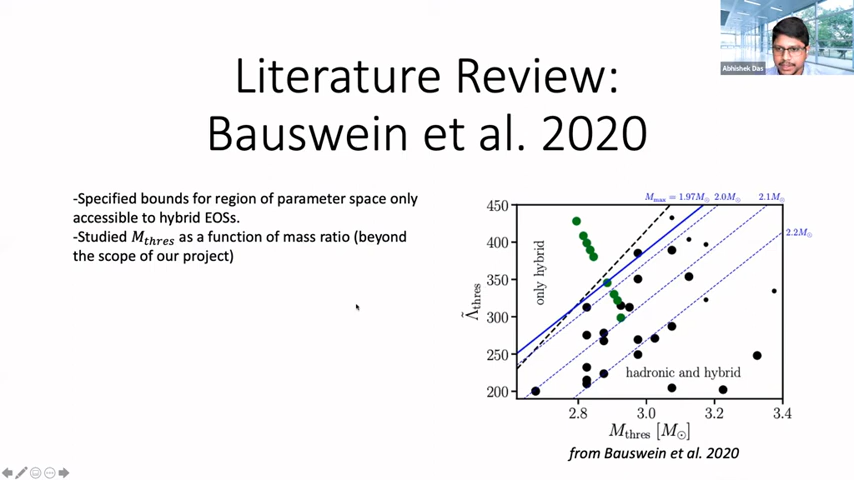 Abhishek Das
Literature Review:
Bauswein et al. 2020
-Specified bounds for region of parameter space only
accessible to hybrid EOSs.
-Studied M_thres as a function of mass ratio (beyond
the scope of our project)
M_max = 1.97M_⊙ 2.0M_⊙ 2.1M_⊙
2.2M_⊙
450
400
350
300
250
200
Λ̃_thres
only hybrid
hadronic and hybrid
2.8 3.0 3.2 3.4
M_thres [M_⊙]
from Bauswein et al. 2020